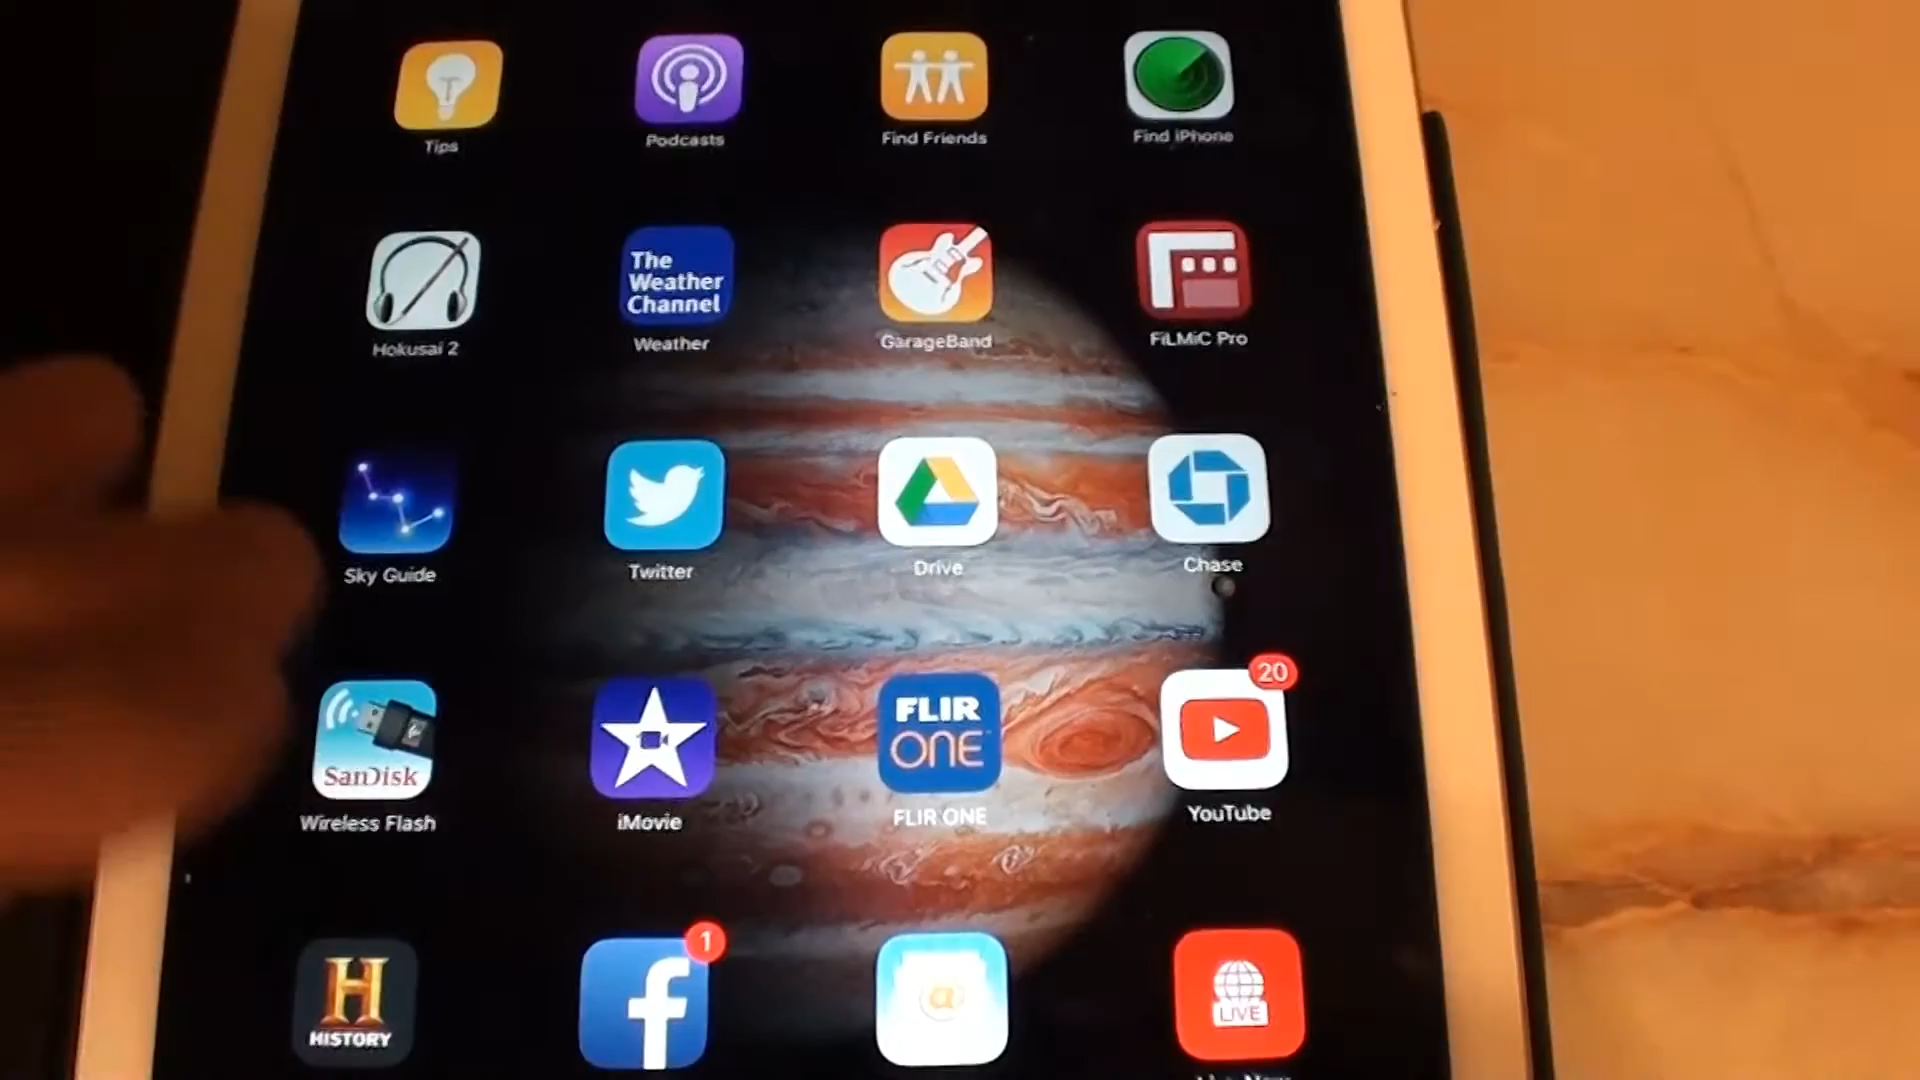 Tips
Podcasts
Find Friends
Find iPhone
The
Weather
Channel
Hokusai 2
Weather
GarageBand
FiLMiC Pro
Sky Guide
Twitter
Drive
Chase
SanDisk
FLIR
ONE
20
Wireless Flash
iMovie
FLIR ONE
YouTube
H
HISTORY
f
1
@
LIVE